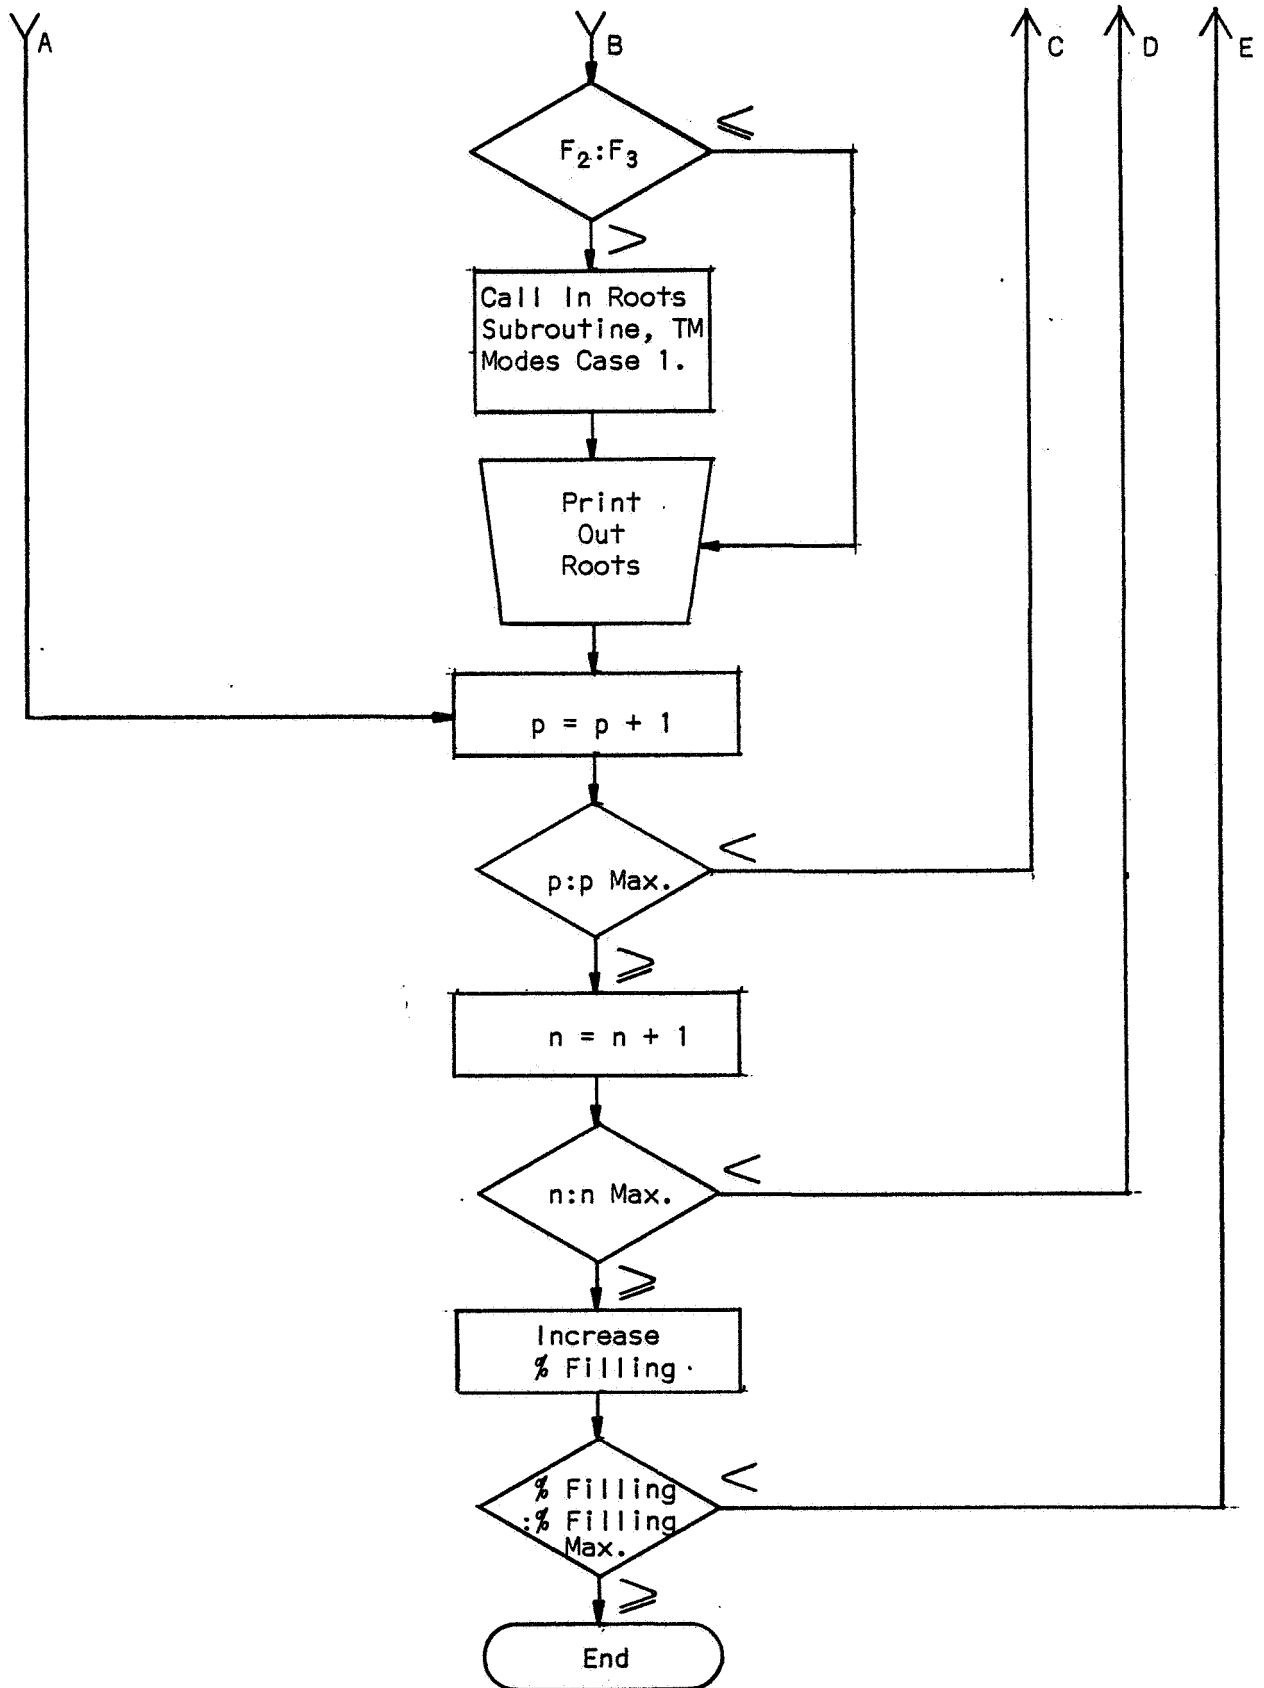 A
B
C
D
E
F₂:F₃
≤
>
Call In Roots
Subroutine, TM
Modes Case 1.
Print
Out
Roots
p = p + 1
p:p Max.
<
≥
n = n + 1
n:n Max.
<
≥
Increase
% Filling
% Filling
:% Filling
Max.
<
≥
End